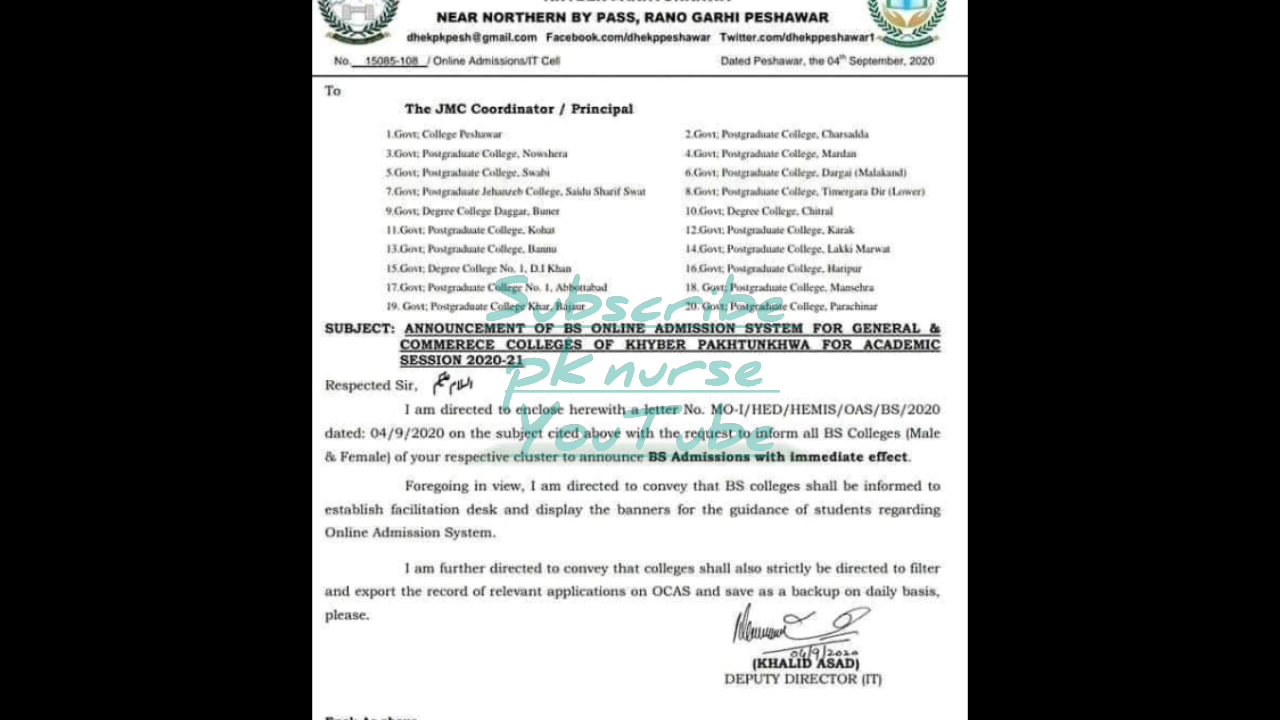 NEAR NORTHERN BY PASS, RANO GARHI PESHAWAR
dhekpkpesh@gmail.com Facebook.com/dhekppeshawar Twitter.com/dhekppeshawar1
No. 15085-108 / Online Admissions/IT Cell Dated Peshawar, the 04th September, 2020
To
The JMC Coordinator / Principal
1.Govt; College Peshawar 2.Govt; Postgraduate College, Charsadda
3.Govt; Postgraduate College, Nowshera 4.Govt; Postgraduate College, Mardan
5.Govt; Postgraduate College, Swabi 6.Govt; Postgraduate College, Dargai (Malakand)
7.Govt; Postgraduate Jehanzeb College, Saidu Sharif Swat 8.Govt; Postgraduate College, Timergara Dir (Lower)
9.Govt; Degree College Daggar, Buner 10.Govt; Degree College, Chitral
11.Govt; Postgraduate College, Kohat 12.Govt; Postgraduate College, Karak
13.Govt; Postgraduate College, Bannu 14.Govt; Postgraduate College, Lakki Marwat
15.Govt; Degree College No. 1, D.I Khan 16.Govt; Postgraduate College, Haripur
17.Govt; Postgraduate College No. 1, Abbottabad 18. Govt; Postgraduate College, Mansehra
19. Govt; Postgraduate College Khar, Bajaur 20. Govt; Postgraduate College, Parachinar
Subscribe
pk nurse
YouTube
SUBJECT: ANNOUNCEMENT OF BS ONLINE ADMISSION SYSTEM FOR GENERAL &
COMMERECE COLLEGES OF KHYBER PAKHTUNKHWA FOR ACADEMIC
SESSION 2020-21
Respected Sir, السلام علیکم
I am directed to enclose herewith a letter No. MO-I/HED/HEMIS/OAS/BS/2020
dated: 04/9/2020 on the subject cited above with the request to inform all BS Colleges (Male
& Female) of your respective cluster to announce BS Admissions with immediate effect.
Foregoing in view, I am directed to convey that BS colleges shall be informed to
establish facilitation desk and display the banners for the guidance of students regarding
Online Admission System.
I am further directed to convey that colleges shall also strictly be directed to filter
and export the record of relevant applications on OCAS and save as a backup on daily basis,
please.
04/9/2020
(KHALID ASAD)
DEPUTY DIRECTOR (IT)